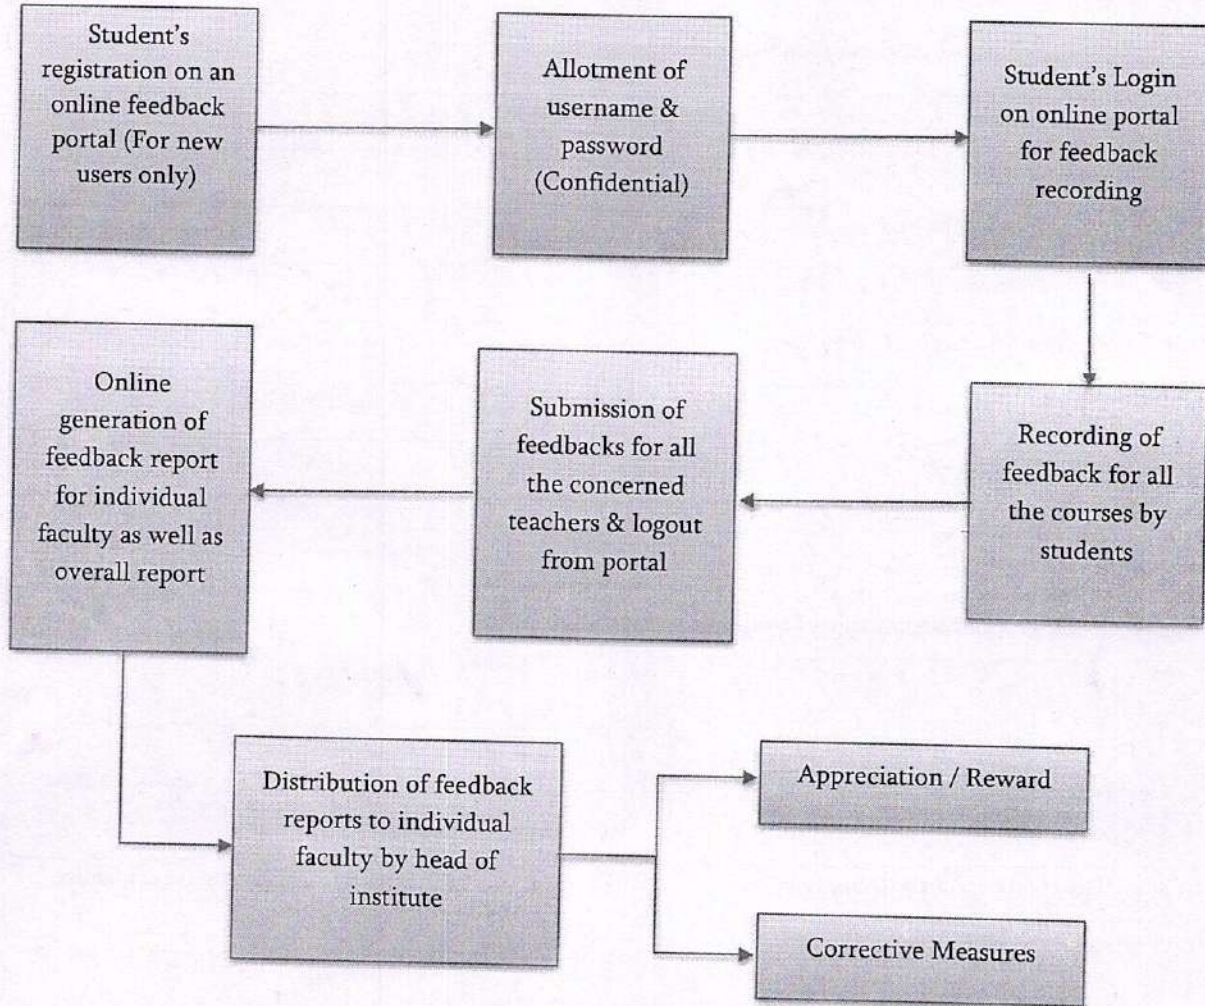 Student's
registration on an
online feedback
portal (For new
users only)
Allotment of
username &
password
(Confidential)
Student's Login
on online portal
for feedback
recording
Recording of
feedback for all
the courses by
students
Submission of
feedbacks for all
the concerned
teachers & logout
from portal
Online
generation of
feedback report
for individual
faculty as well as
overall report
Distribution of feedback
reports to individual
faculty by head of
institute
Appreciation / Reward
Corrective Measures